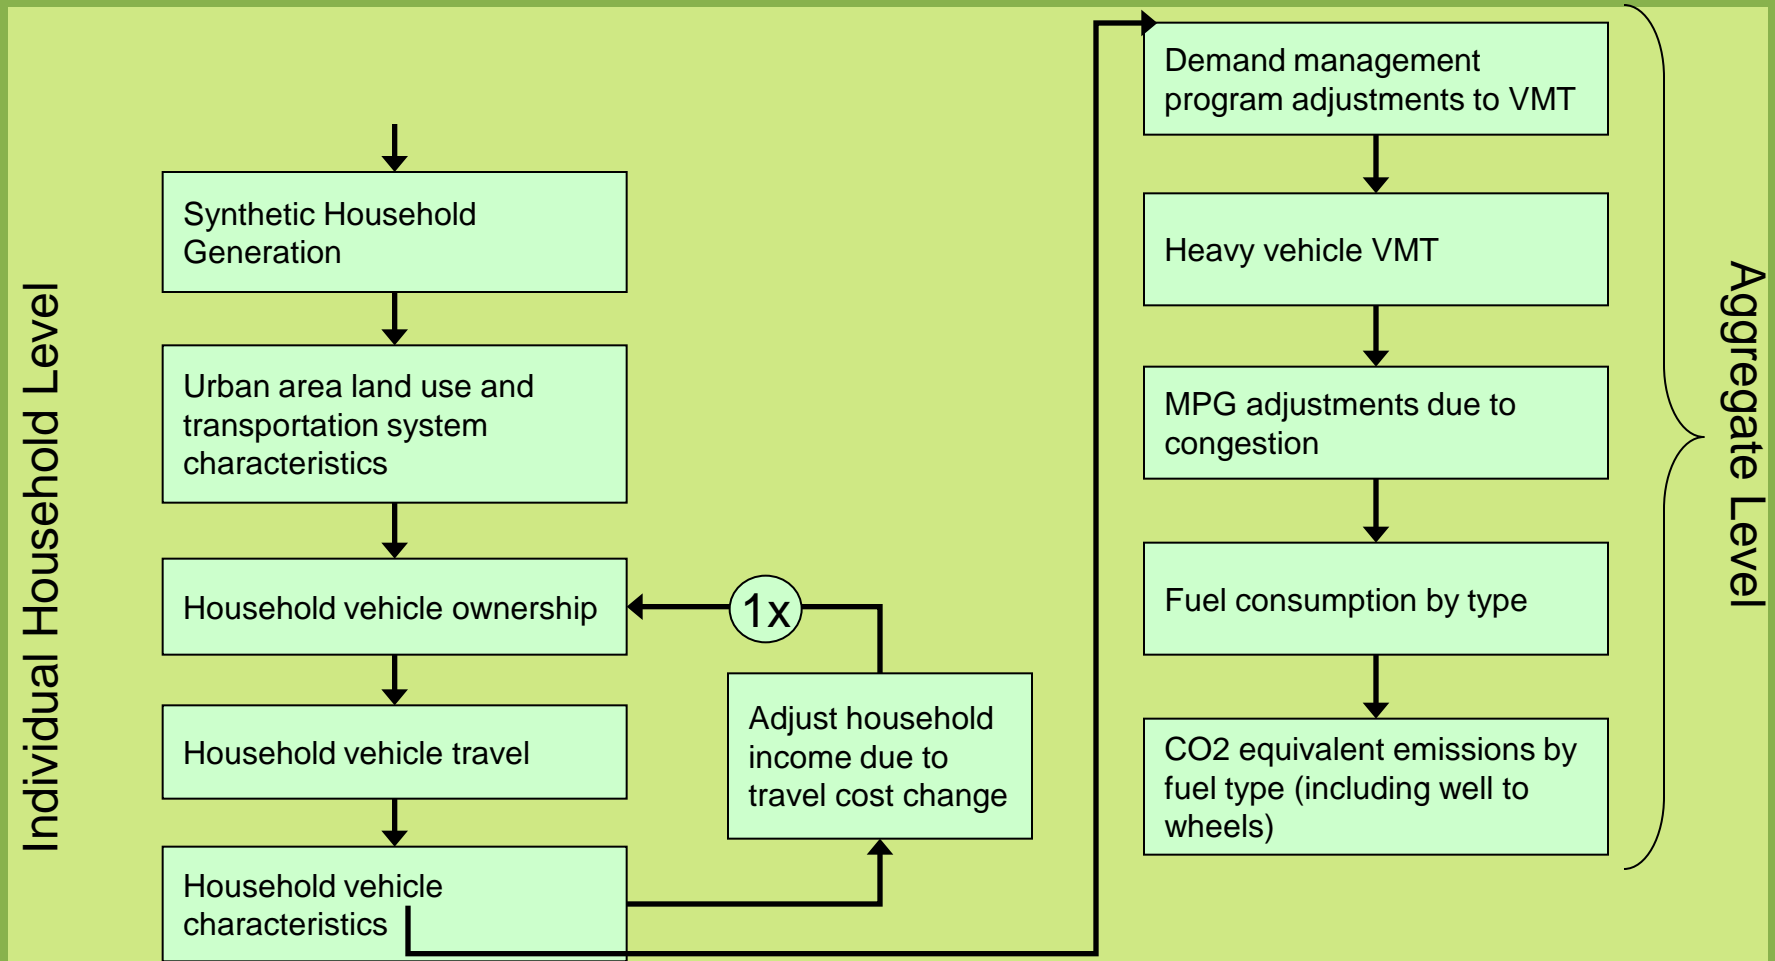 Individual Household Level
Synthetic Household
Generation
Urban area land use and
transportation system
characteristics
Household vehicle ownership
Household vehicle travel
Household vehicle
characteristics
1x
Adjust household
income due to
travel cost change
Demand management
program adjustments to VMT
Heavy vehicle VMT
MPG adjustments due to
congestion
Fuel consumption by type
CO2 equivalent emissions by
fuel type (including well to
wheels)
Aggregate Level